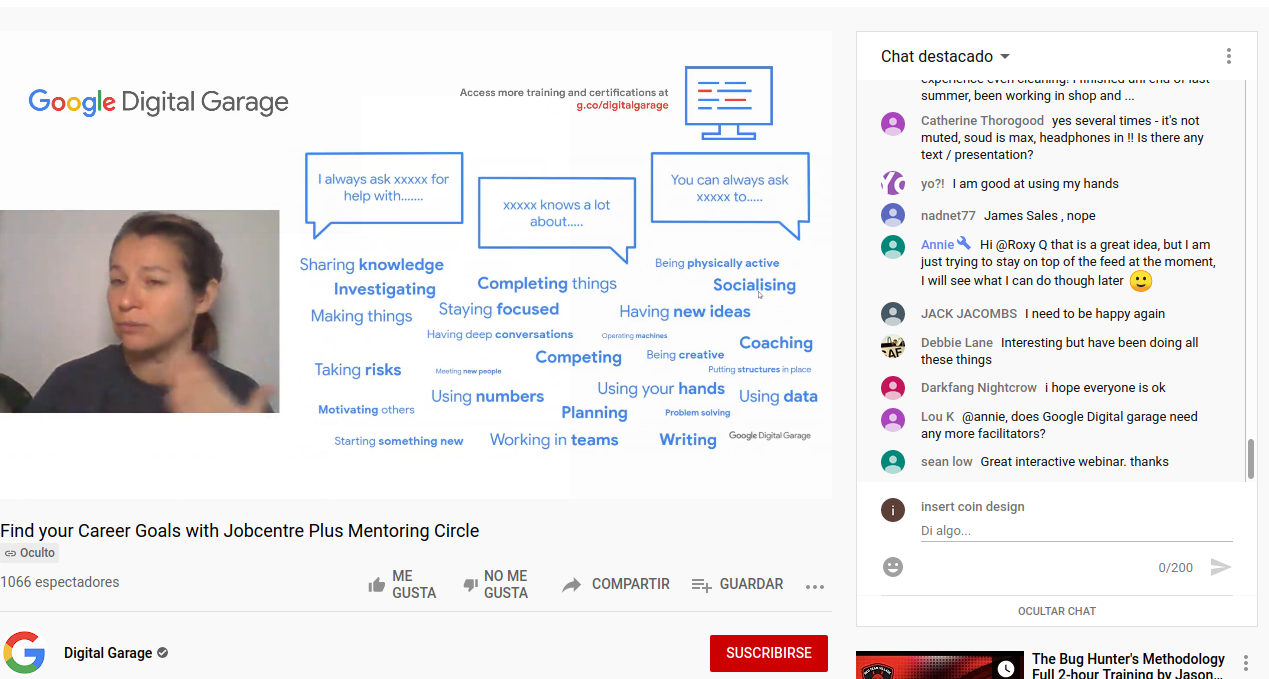 Google Digital Garage
Access more training and certifications at
g.co/digitalgarage
I always ask xxxxx for
help with.......
xxxxx knows a lot
about.....
You can always ask
xxxxx to.....
Sharing knowledge
Being physically active
Investigating
Completing things
Socialising
Making things
Staying focused
Having new ideas
Having deep conversations
Operating machines
Coaching
Competing
Being creative
Taking risks
Meeting new people
Putting structures in place
Using numbers
Using your hands
Using data
Motivating others
Planning
Problem solving
Starting something new
Working in teams
Writing
Google Digital Garage
Find your Career Goals with Jobcentre Plus Mentoring Circle
Oculto
1066 espectadores
ME
GUSTA
NO ME
GUSTA
COMPARTIR
GUARDAR
Digital Garage
SUSCRIBIRSE
Chat destacado
summer, been working in shop and ...
Catherine Thorogood yes several times - it's not
muted, soud is max, headphones in !! Is there any
text / presentation?
yo?! I am good at using my hands
nadnet77 James Sales , nope
Annie Hi @Roxy Q that is a great idea, but I am
just trying to stay on top of the feed at the moment,
I will see what I can do though later
JACK JACOMBS I need to be happy again
Debbie Lane Interesting but have been doing all
these things
Darkfang Nightcrow i hope everyone is ok
Lou K @annie, does Google Digital garage need
any more facilitators?
sean low Great interactive webinar. thanks
i
insert coin design
Di algo...
0/200
OCULTAR CHAT
The Bug Hunter's Methodology
Full 2-hour Training by Jason...